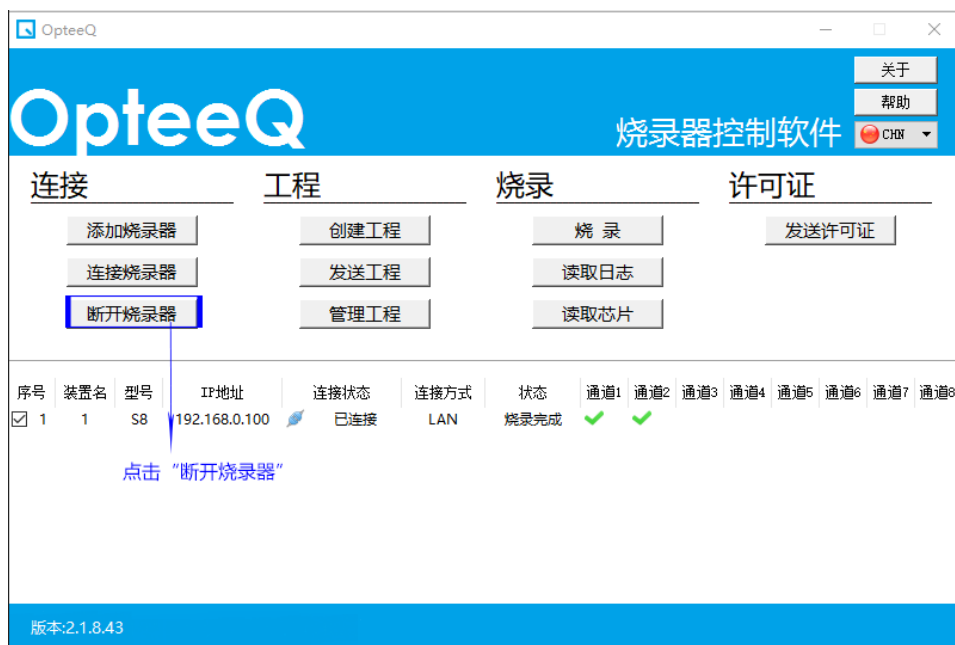 OpteeQ
关于
OpteeQ
烧录器控制软件
帮助
CHN
连接
工程
烧录
许可证
添加烧录器
创建工程
烧 录
发送许可证
连接烧录器
发送工程
读取日志
断开烧录器
管理工程
读取芯片
序号 装置名 型号 IP地址 连接状态 连接方式 状态 通道1 通道2 通道3 通道4 通道5 通道6 通道7 通道8
1 1 S8 192.168.0.100 已连接 LAN 烧录完成
点击“断开烧录器”
版本:2.1.8.43